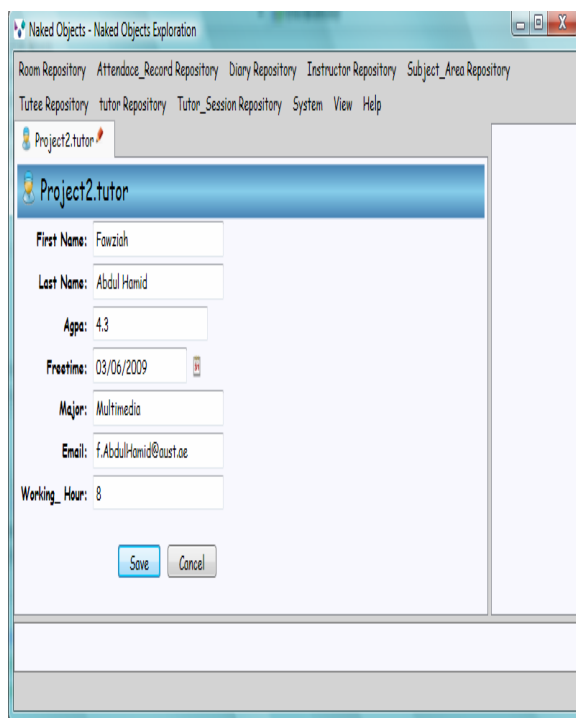 Naked Objects - Naked Objects Exploration
Room Repository Attendace_Record Repository Diary Repository Instructor Repository Subject_Area Repository
Tutee Repository tutor Repository Tutor_Session Repository System View Help
Project2.tutor
Project2.tutor
First Name: Fawziah
Last Name: Abdul Hamid
Agpa: 4.3
Freetime: 03/06/2009
Major: Multimedia
Email: f.AbdulHamid@aust.ae
Working_ Hour: 8
Save Cancel